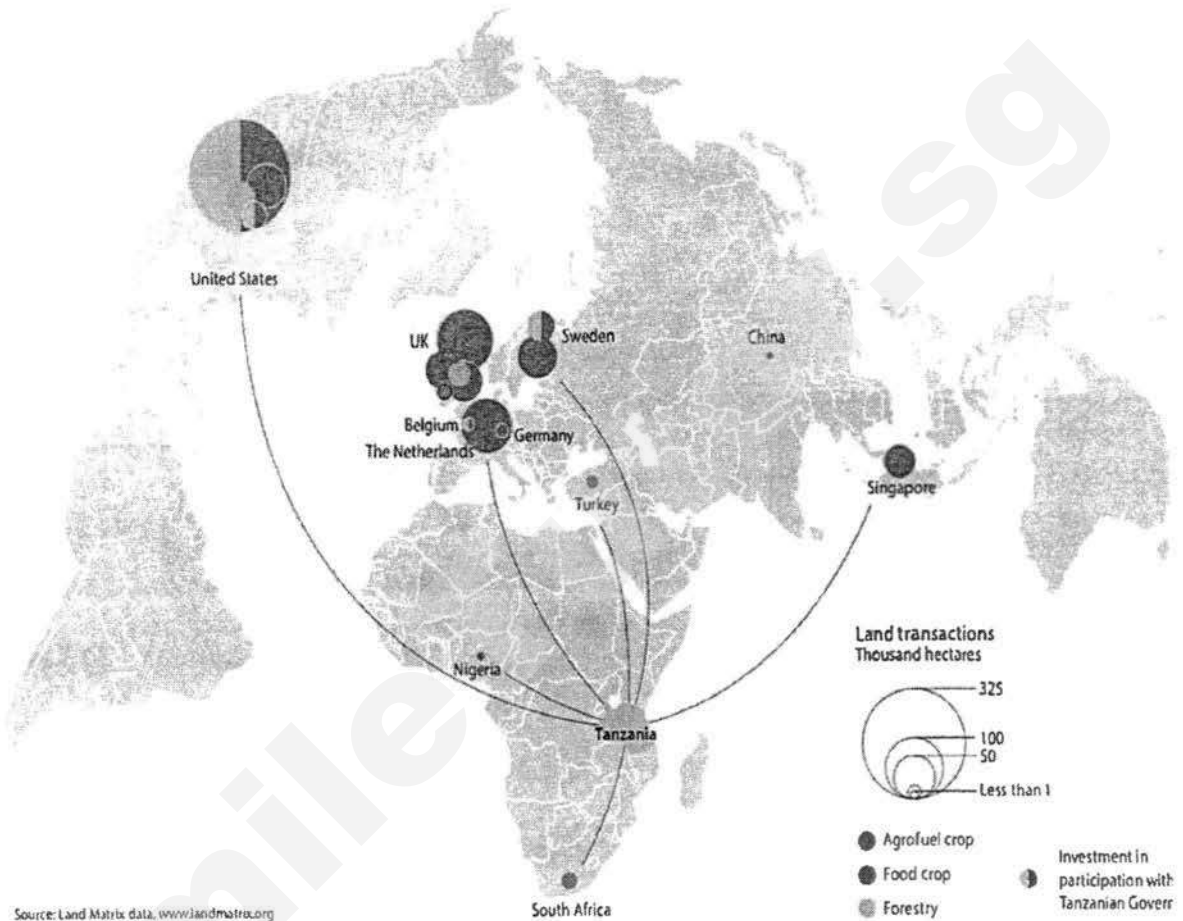 United States
UK
Sweden
China
Belgium
Germany
The Netherlands
Turkey
Singapore
Nigeria
Tanzania
South Africa
Land transactions
Thousand hectares
325
100
50
Less than 1
Agrofuel crop
Food crop
Forestry
Investment in
participation with
Tanzanian Goverr
Source: Land Matrix data, www.landmatrix.org
mile
.sg